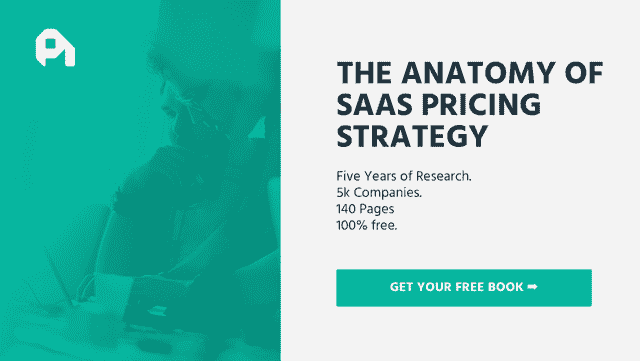 THE ANATOMY OF
SAAS PRICING
STRATEGY
Five Years of Research.
5k Companies.
140 Pages
100% free.
GET YOUR FREE BOOK ➡